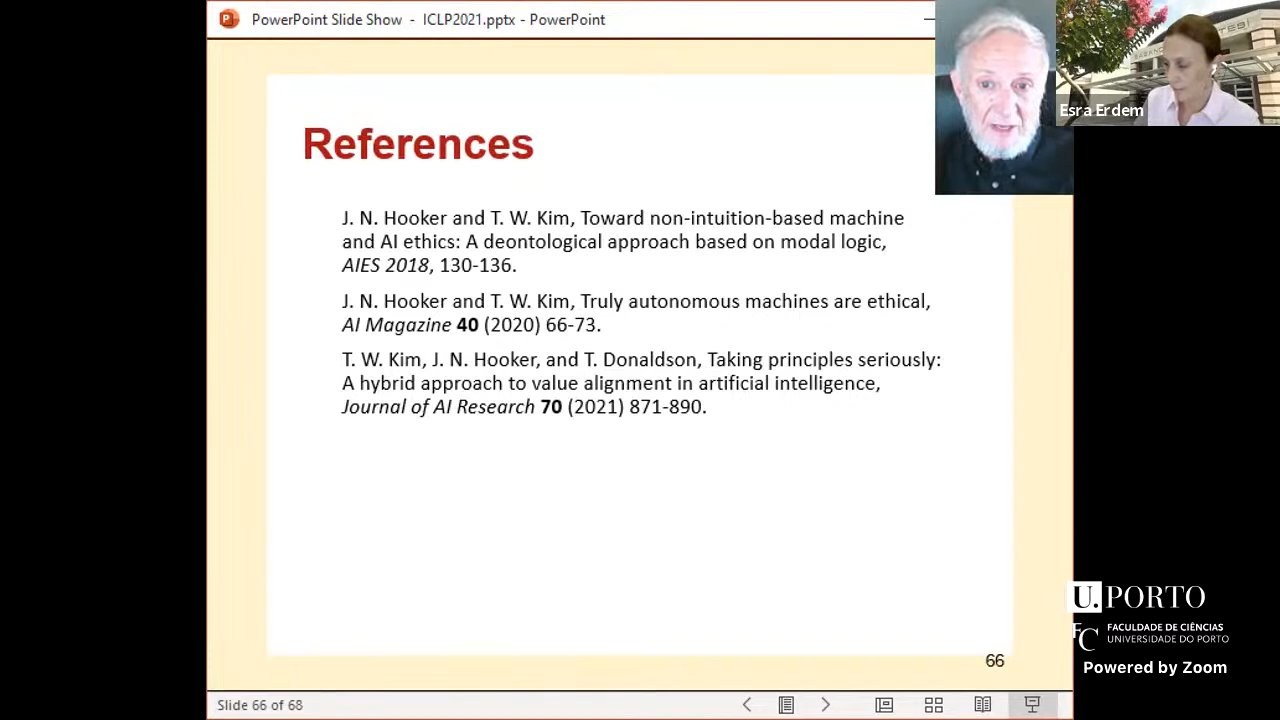 PowerPoint Slide Show - ICLP2021.pptx - PowerPoint
Esra Erdem
References
J. N. Hooker and T. W. Kim, Toward non-intuition-based machine
and AI ethics: A deontological approach based on modal logic,
AIES 2018, 130-136.
J. N. Hooker and T. W. Kim, Truly autonomous machines are ethical,
AI Magazine 40 (2020) 66-73.
T. W. Kim, J. N. Hooker, and T. Donaldson, Taking principles seriously:
A hybrid approach to value alignment in artificial intelligence,
Journal of AI Research 70 (2021) 871-890.
66
U.PORTO
FC FACULDADE DE CIÊNCIAS
UNIVERSIDADE DO PORTO
Powered by Zoom
Slide 66 of 68